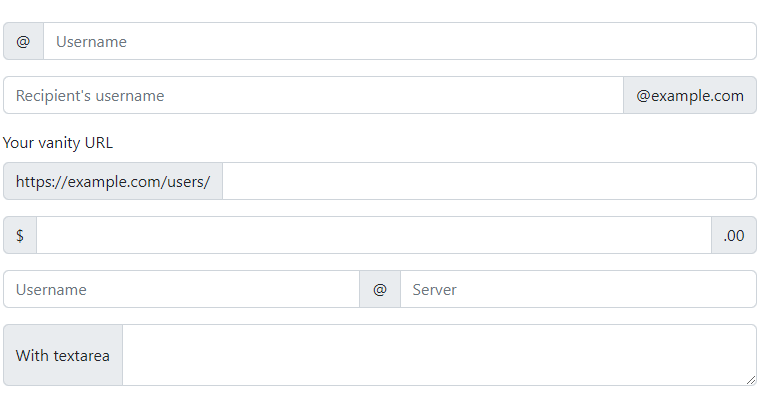 @ Username
Recipient's username @example.com
Your vanity URL
https://example.com/users/
$ .00
Username @ Server
With textarea